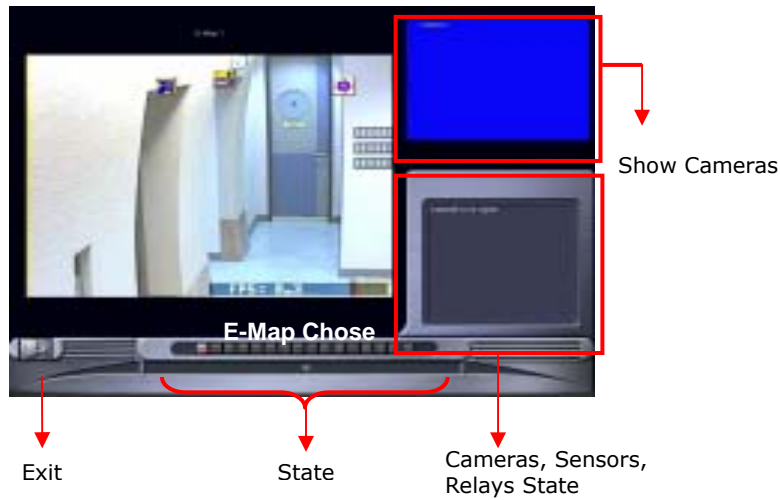 Show Cameras
E-Map Chose
Exit
State
Cameras, Sensors,
Relays State